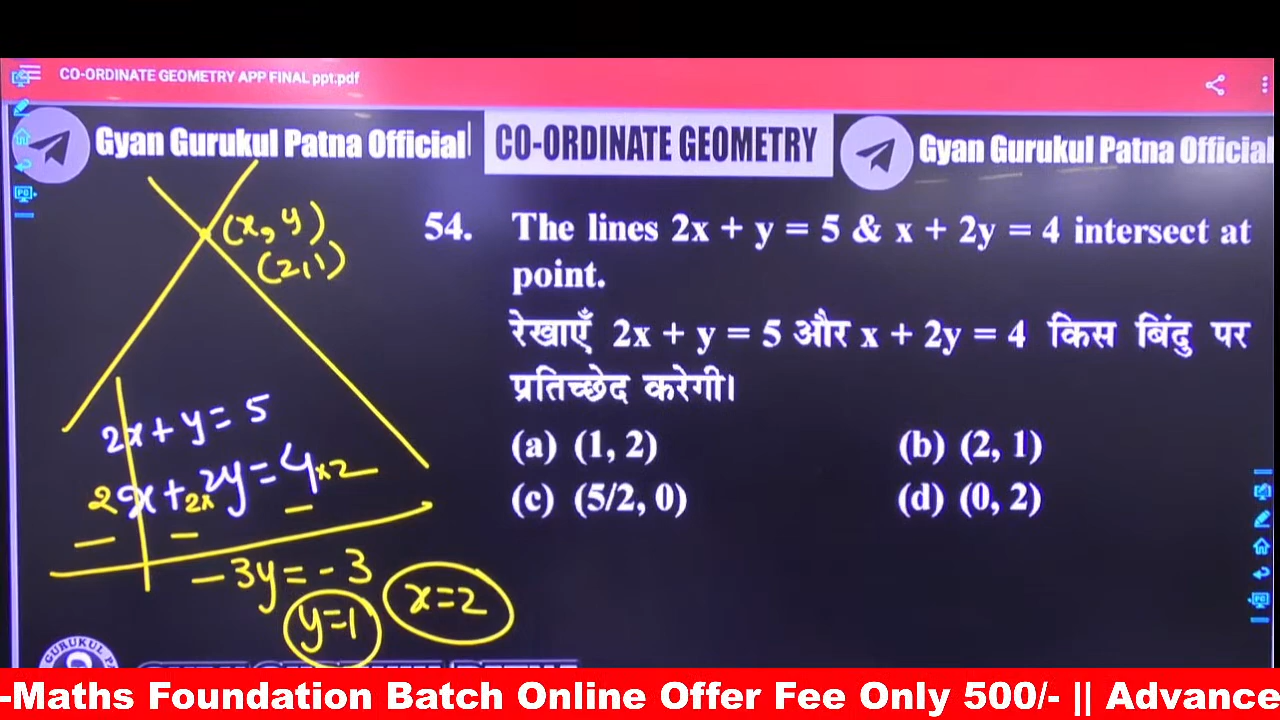 CO-ORDINATE GEOMETRY APP FINAL ppt.pdf
Gyan Gurukul Patna Official
CO-ORDINATE GEOMETRY
Gyan Gurukul Patna Official
(x, y)
(2,1)
54. The lines 2x + y = 5 & x + 2y = 4 intersect at
point.
रेखाएँ 2x + y = 5 और x + 2y = 4 किस बिंदु पर
प्रतिच्छेद करेगी।
(a) (1, 2) (b) (2, 1)
(c) (5/2, 0) (d) (0, 2)
2x + y = 5
2x + 2x2y = 4x2
- - -
-3y = -3
y=1
x=2
GURUKUL
-Maths Foundation Batch Online Offer Fee Only 500/- || Advance